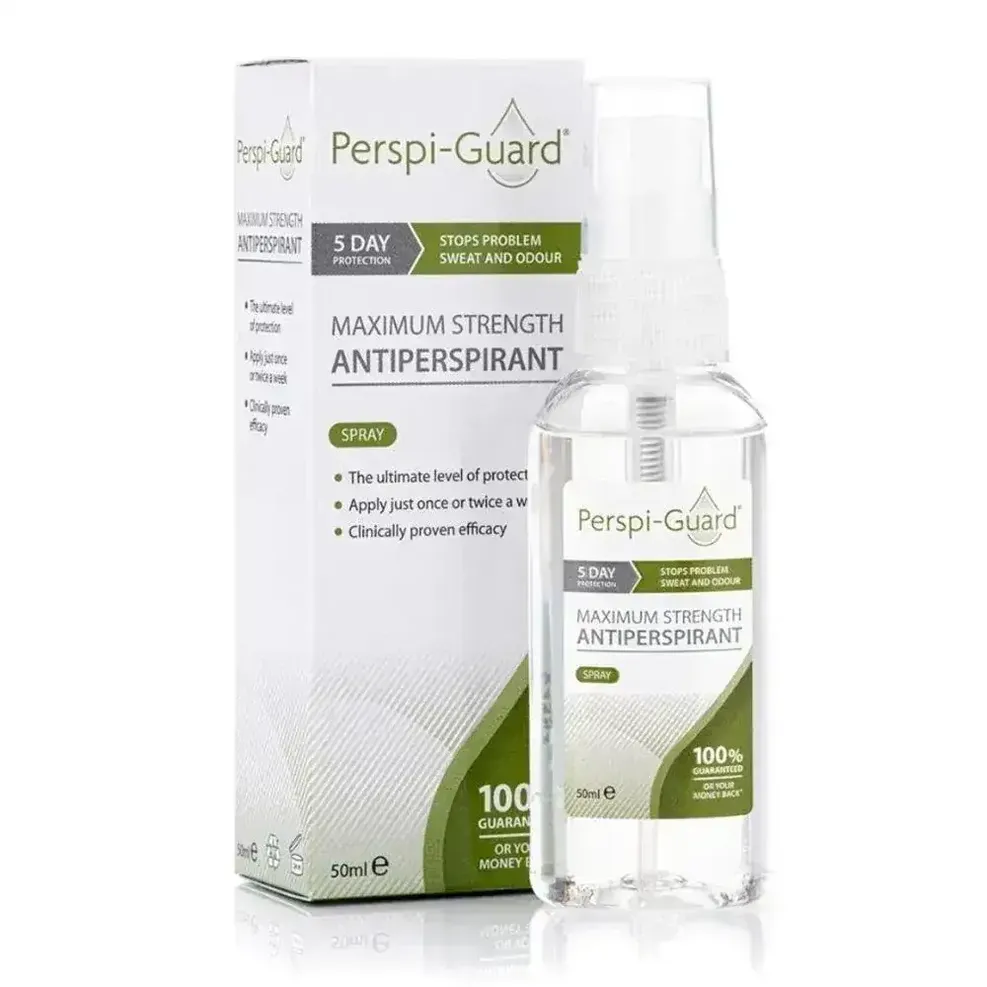 Perspi-Guard®
MAXIMUM STRENGTH
ANTIPERSPIRANT
• The ultimate level
of protection
• Apply just once
or twice a week
• Clinically proven
efficacy
50ml e
Perspi-Guard®
5 DAY
PROTECTION
STOPS PROBLEM
SWEAT AND ODOUR
MAXIMUM STRENGTH
ANTIPERSPIRANT
SPRAY
• The ultimate level of protect
• Apply just once or twice a w
• Clinically proven efficacy
100
GUARAN
OR YO
MONEY B
50ml e
Perspi-Guard®
5 DAY
PROTECTION
STOPS PROBLEM
SWEAT AND ODOUR
MAXIMUM STRENGTH
ANTIPERSPIRANT
SPRAY
100%
GUARANTEED
OR YOUR
MONEY BACK*
50ml e